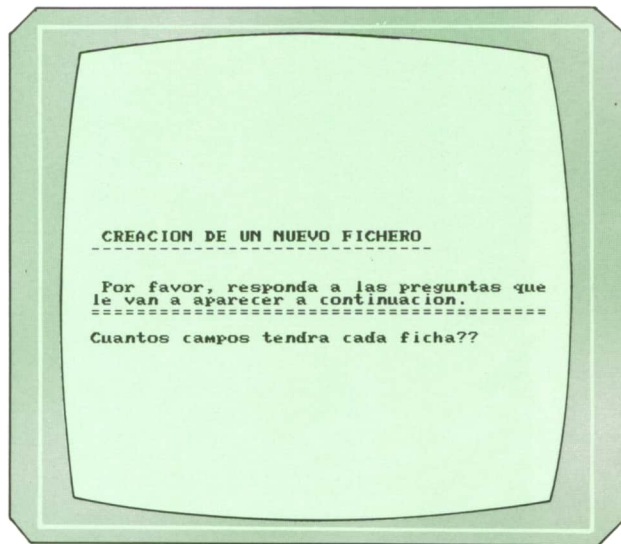 CREACION DE UN NUEVO FICHERO
Por favor, responda a las preguntas que
le van a aparecer a continuacion.
Cuantos campos tendra cada ficha??